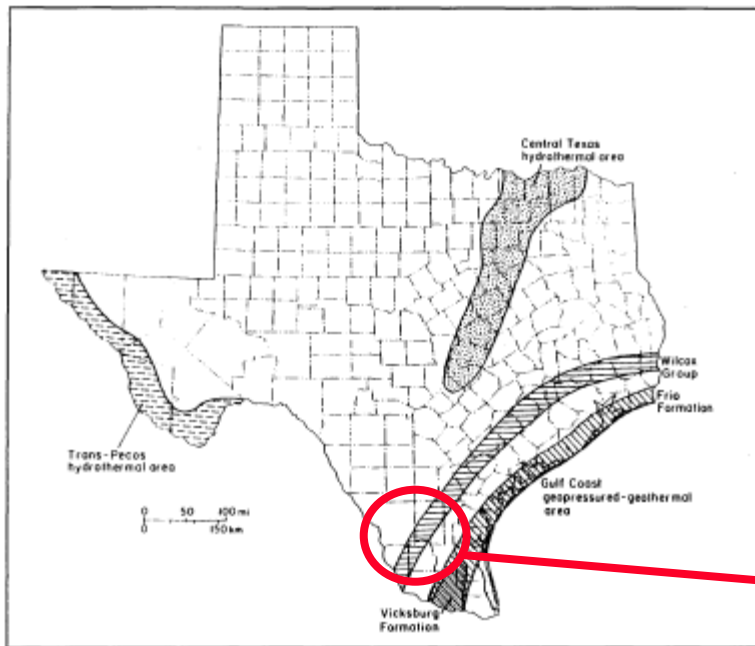 Central Texas
hydrothermal area
Wilcox
Group
Frio
Formation
Gulf Coast
geopressured-geothermal
area
Trans-Pecos
hydrothermal area
0 50 100 mi
0 150 km
Vicksburg
Formation